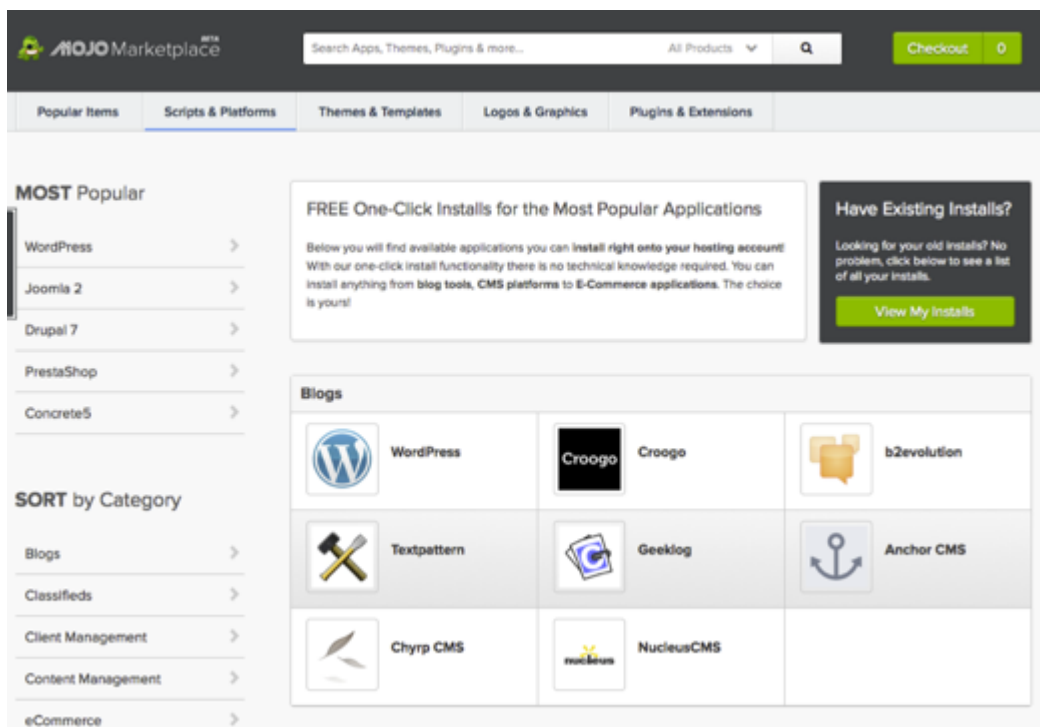 MOJO Marketplace BETA
Search Apps, Themes, Plugins & more... All Products
Checkout 0
Popular Items Scripts & Platforms Themes & Templates Logos & Graphics Plugins & Extensions
MOST Popular
WordPress
Joomla 2
Drupal 7
PrestaShop
Concrete5
SORT by Category
Blogs
Classifieds
Client Management
Content Management
eCommerce
FREE One-Click Installs for the Most Popular Applications
Below you will find available applications you can install right onto your hosting account!
With our one-click install functionality there is no technical knowledge required. You can
install anything from blog tools, CMS platforms to E-Commerce applications. The choice
is yours!
Have Existing Installs?
Looking for your old installs? No
problem, click below to see a list
of all your installs.
View My Installs
Blogs
WordPress
Croogo
Croogo
b2evolution
Textpattern
Geeklog
Anchor CMS
Chyrp CMS
nucleus
NucleusCMS